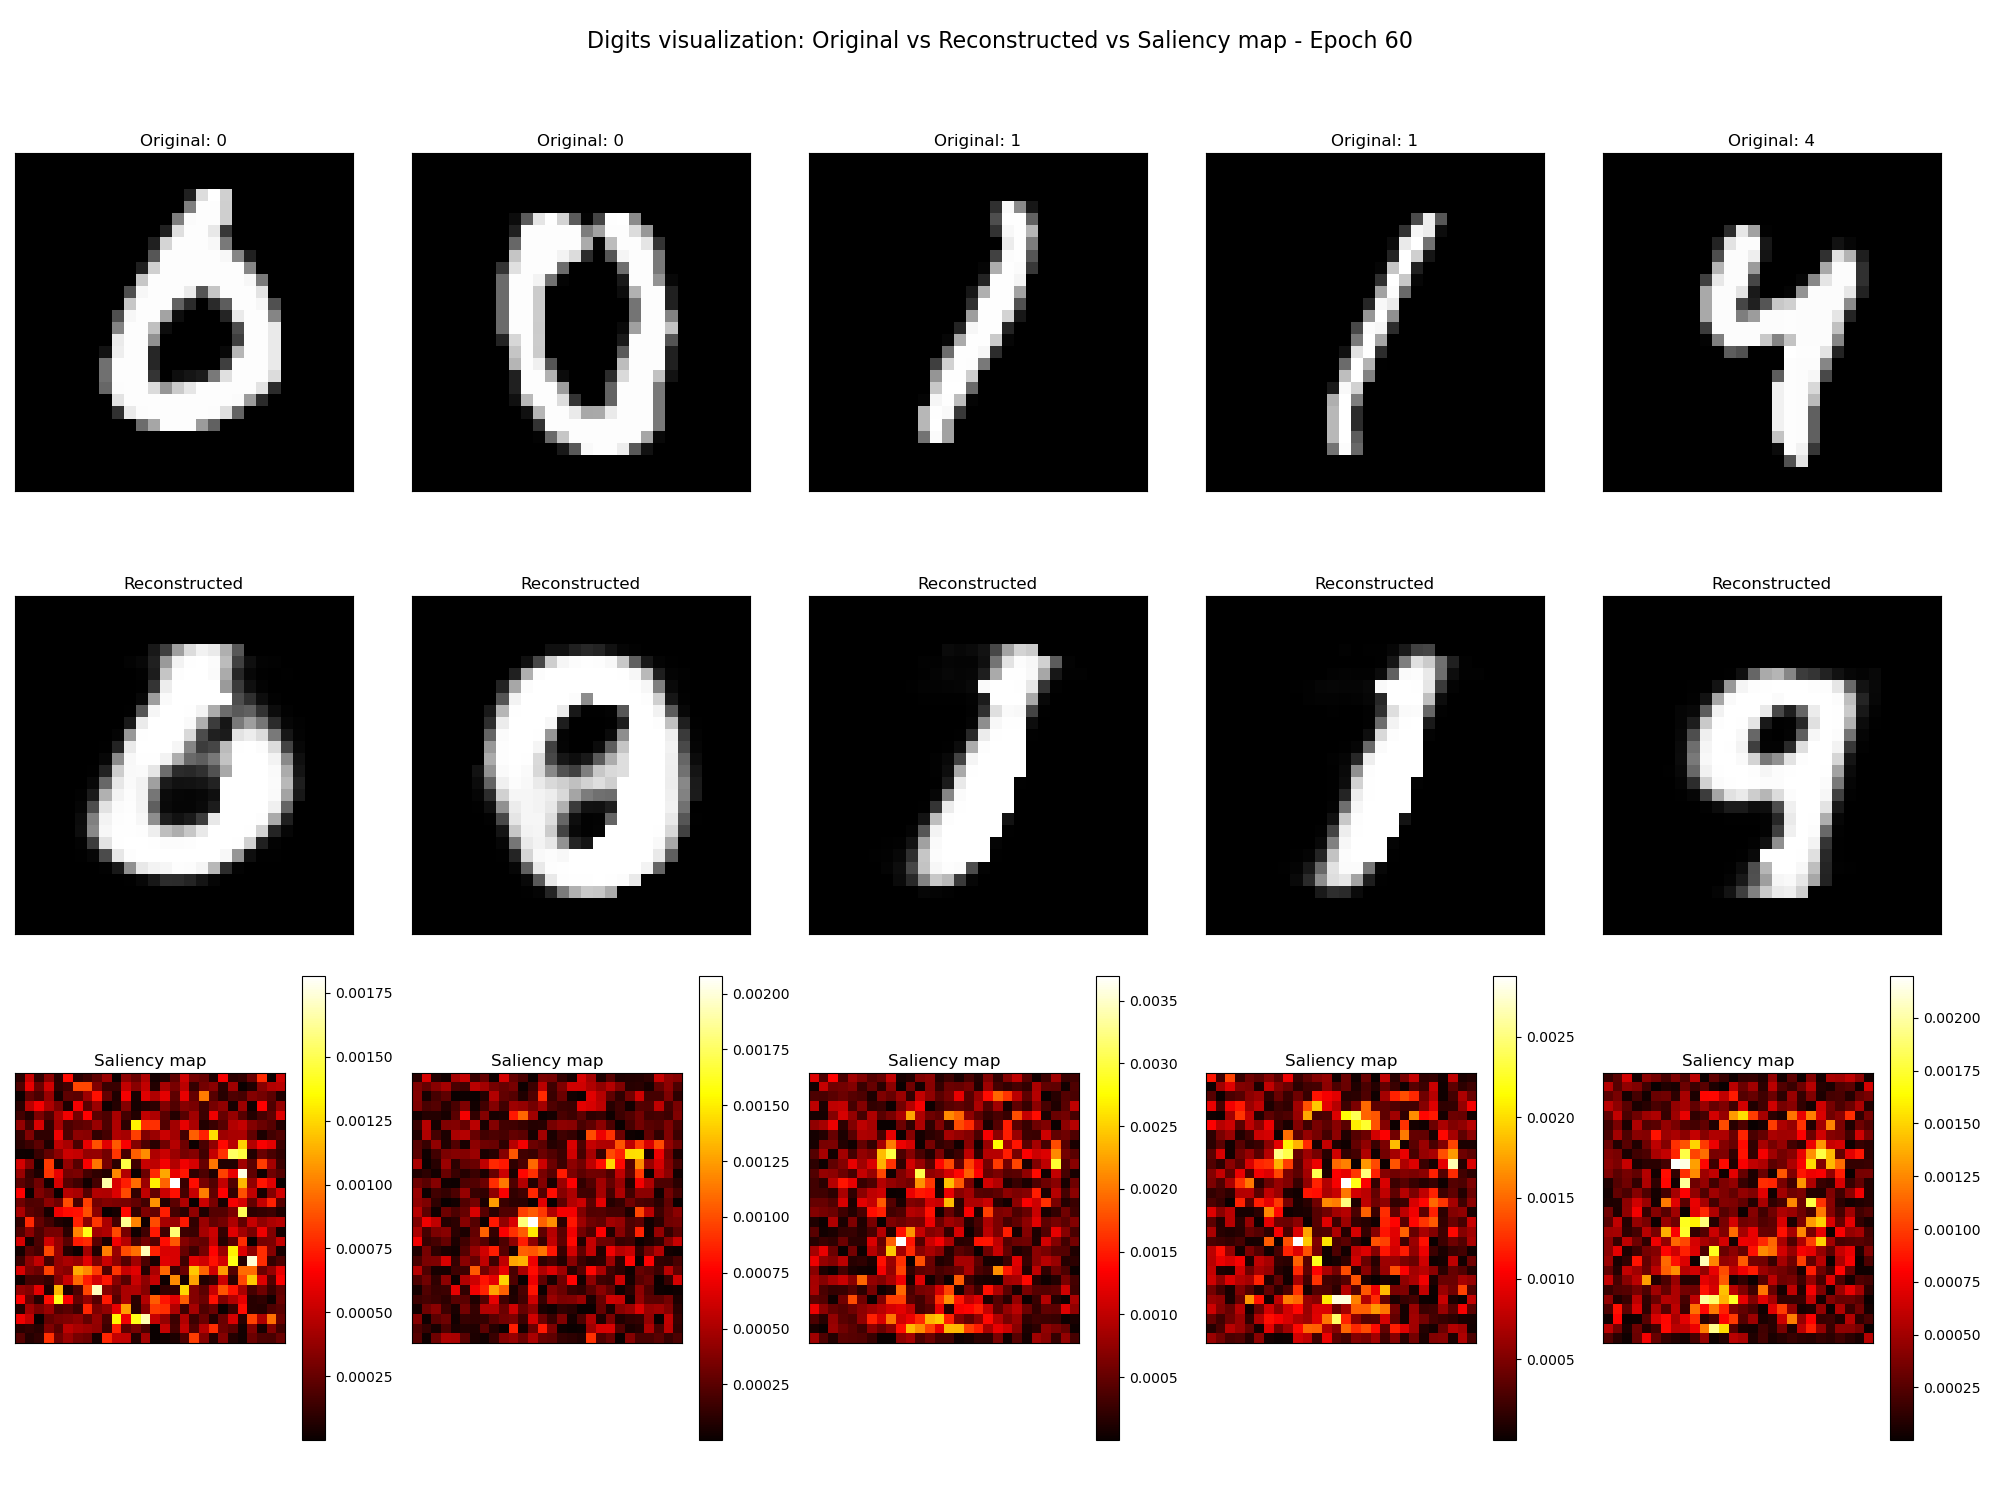 Digits visualization: Original vs Reconstructed vs Saliency map - Epoch 60
Original: 0
Original: 0
Original: 1
Original: 1
Original: 4
Reconstructed
Reconstructed
Reconstructed
Reconstructed
Reconstructed
Saliency map
0.00175
0.00150
0.00125
0.00100
0.00075
0.00050
0.00025
Saliency map
0.00200
0.00175
0.00150
0.00125
0.00100
0.00075
0.00050
0.00025
Saliency map
0.0035
0.0030
0.0025
0.0020
0.0015
0.0010
0.0005
Saliency map
0.0025
0.0020
0.0015
0.0010
0.0005
Saliency map
0.00200
0.00175
0.00150
0.00125
0.00100
0.00075
0.00050
0.00025